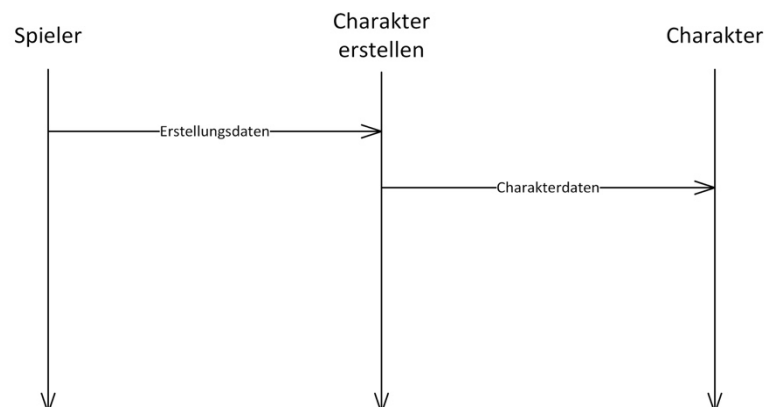 Spieler
Charakter
erstellen
Charakter
Erstellungsdaten
Charakterdaten